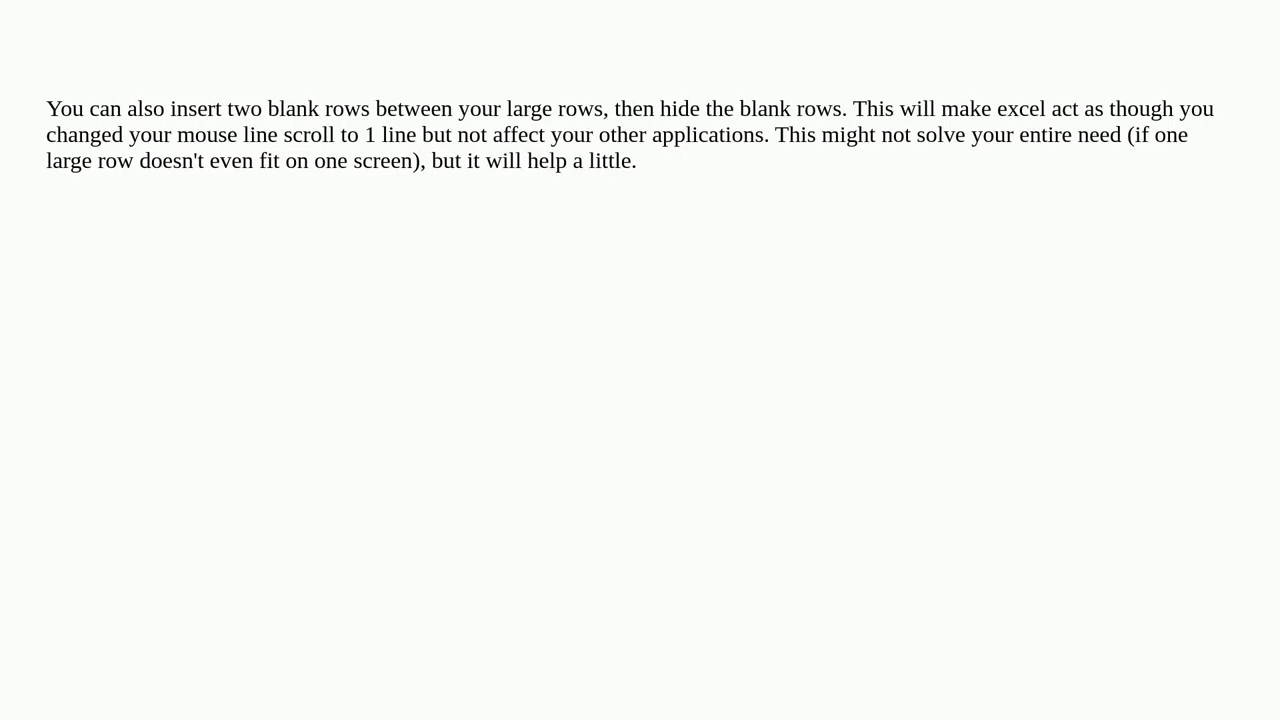 You can also insert two blank rows between your large rows, then hide the blank rows. This will make excel act as though you
changed your mouse line scroll to 1 line but not affect your other applications. This might not solve your entire need (if one
large row doesn't even fit on one screen), but it will help a little.